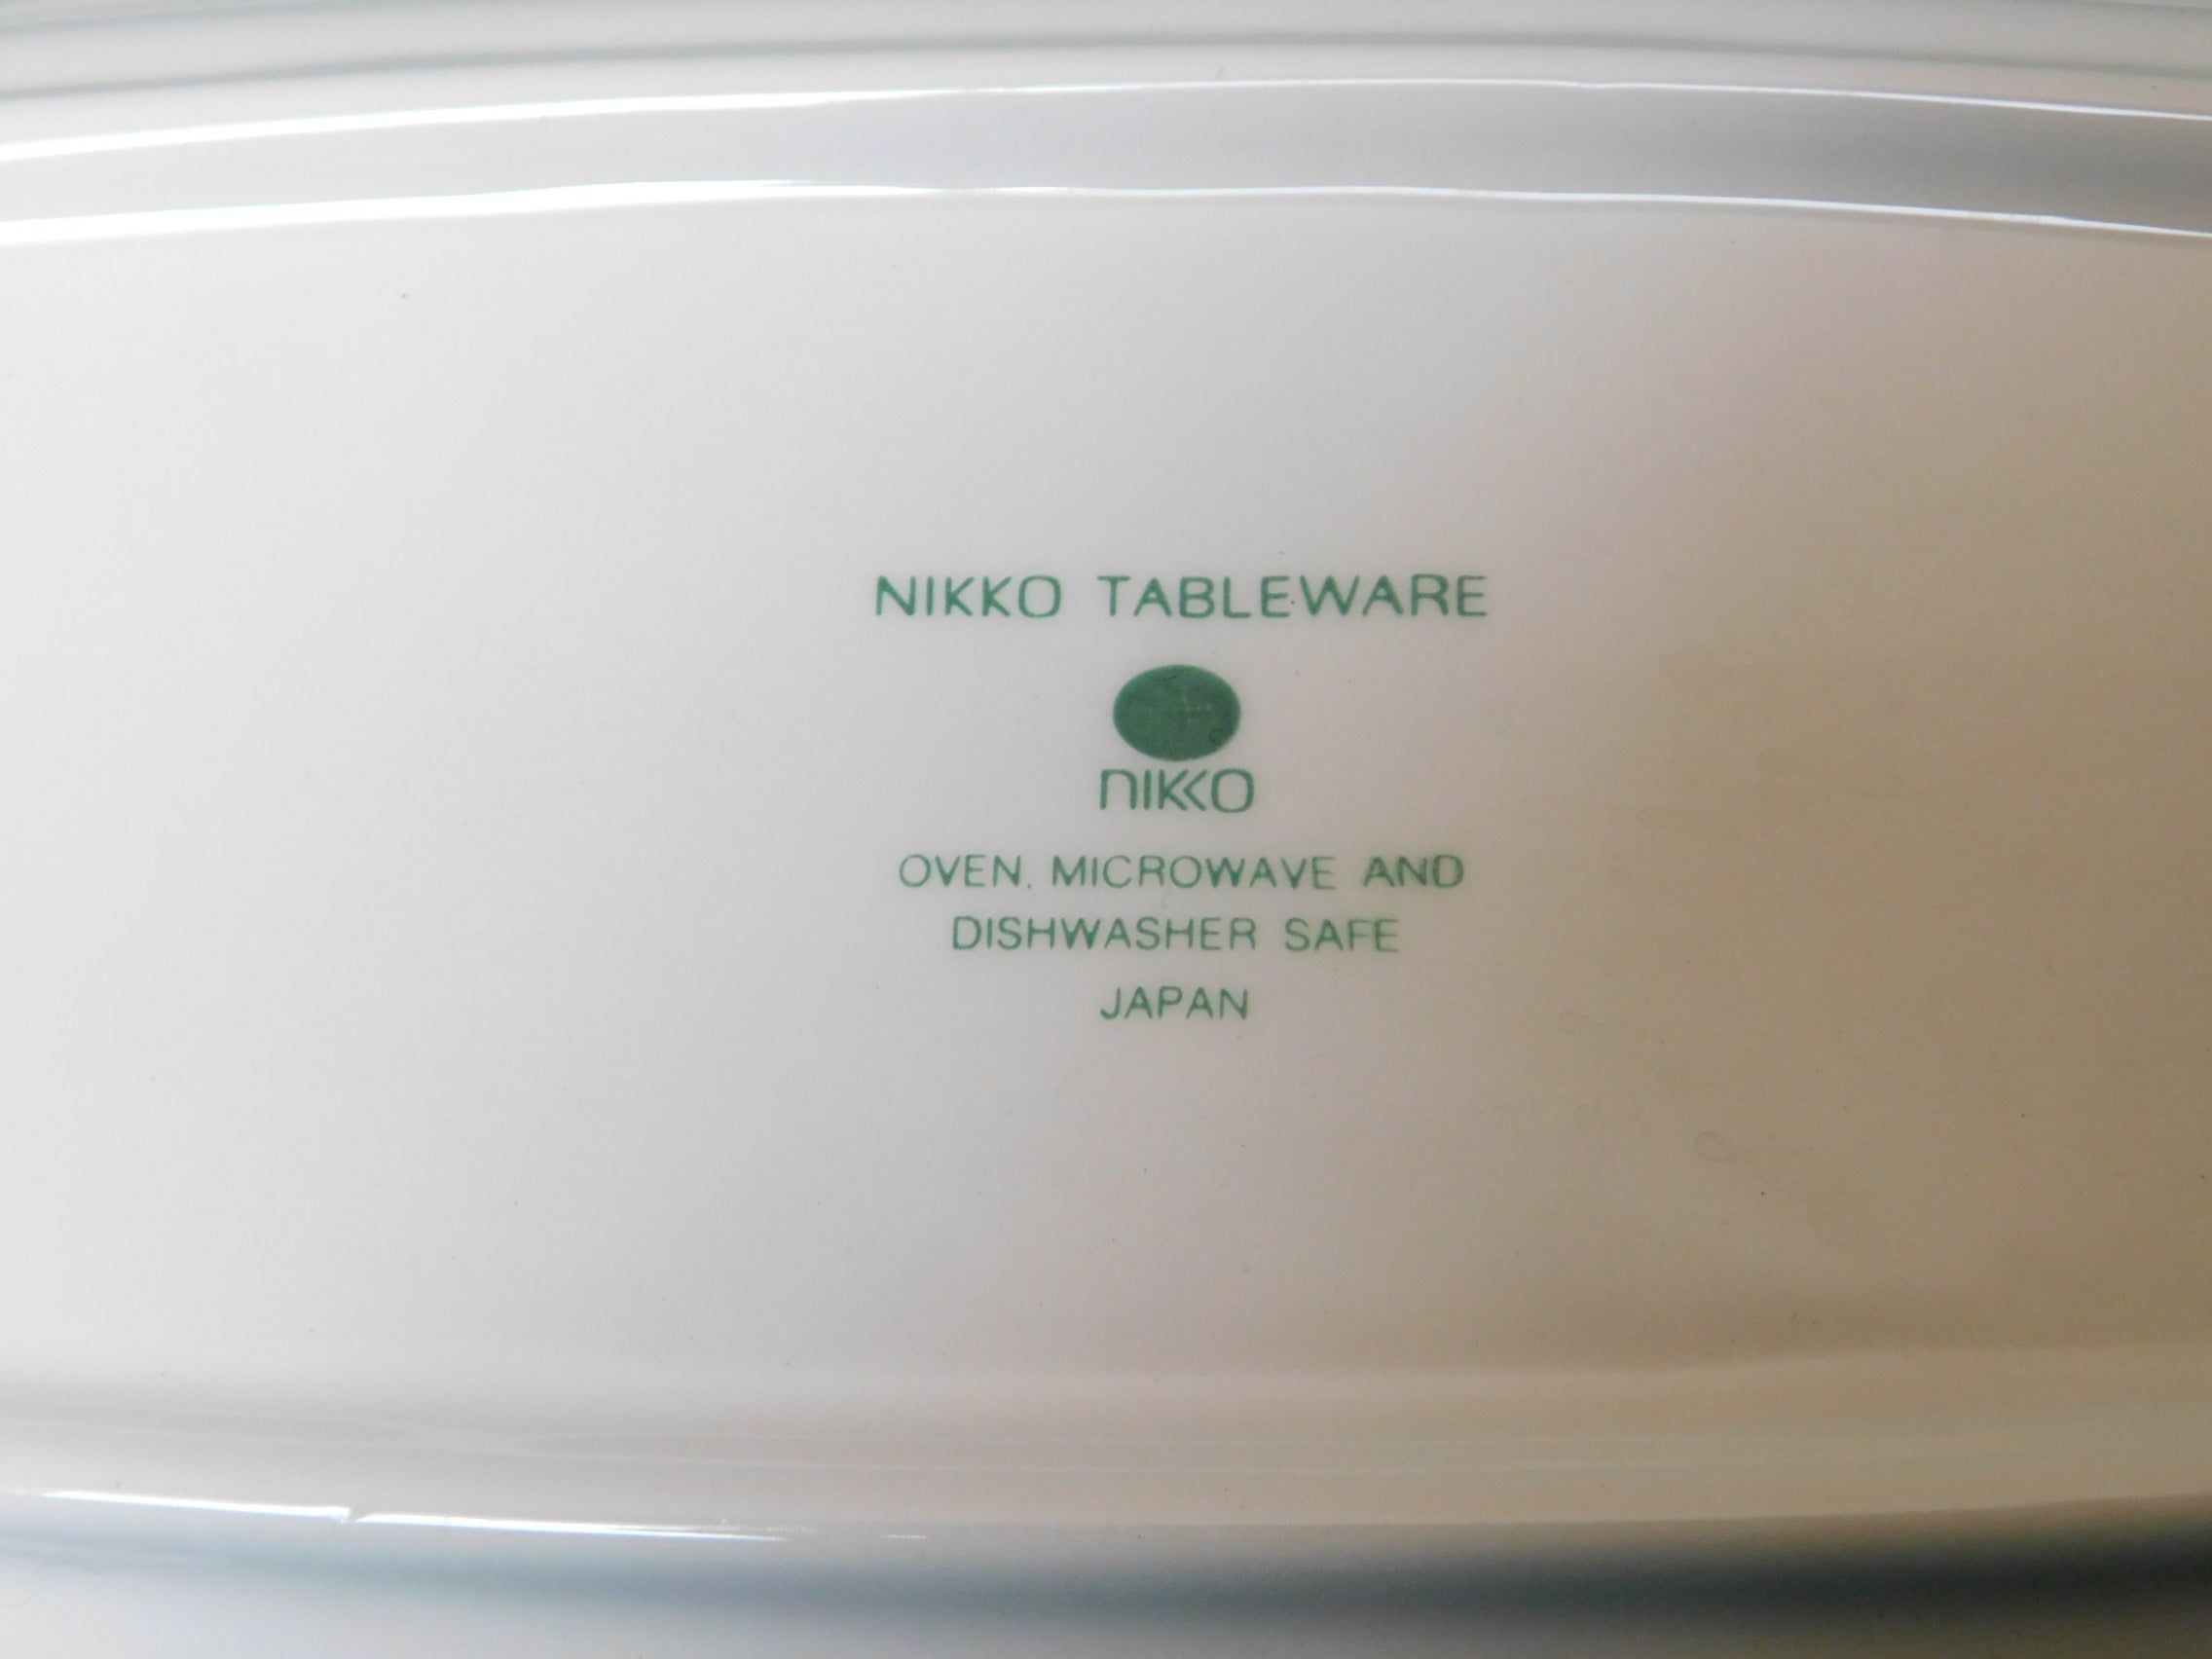 NIKKO TABLEWARE
nikko
OVEN, MICROWAVE AND
DISHWASHER SAFE
JAPAN